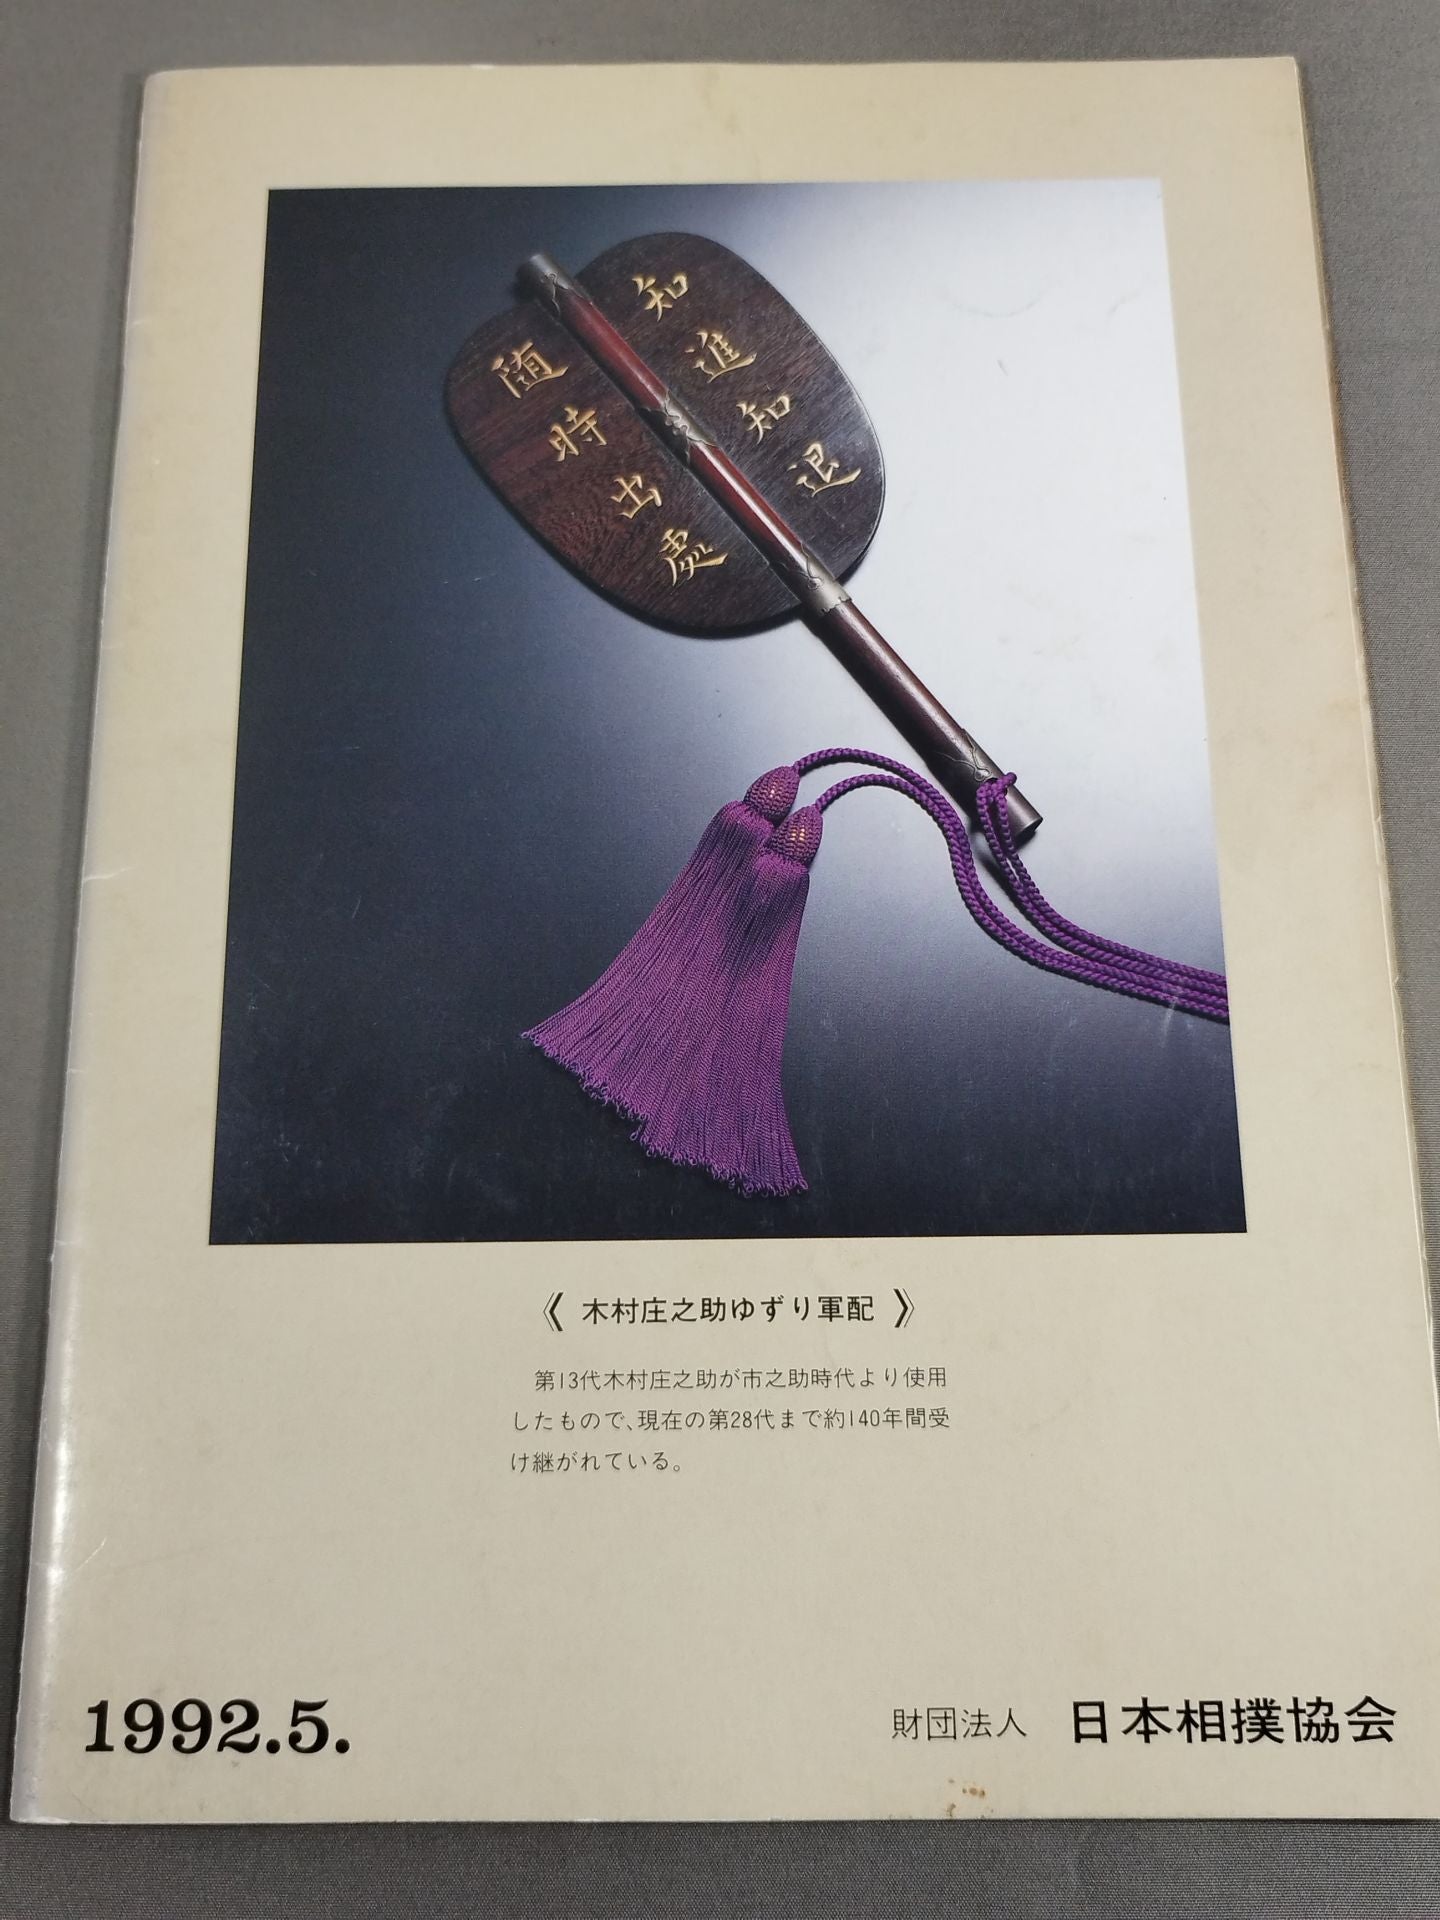 知進知退
随時出處
《 木村庄之助ゆずり軍配 》
第13代木村庄之助が市之助時代より使用
したもので、現在の第28代まで約140年間受
け継がれている。
1992.5.
財団法人 日本相撲協会